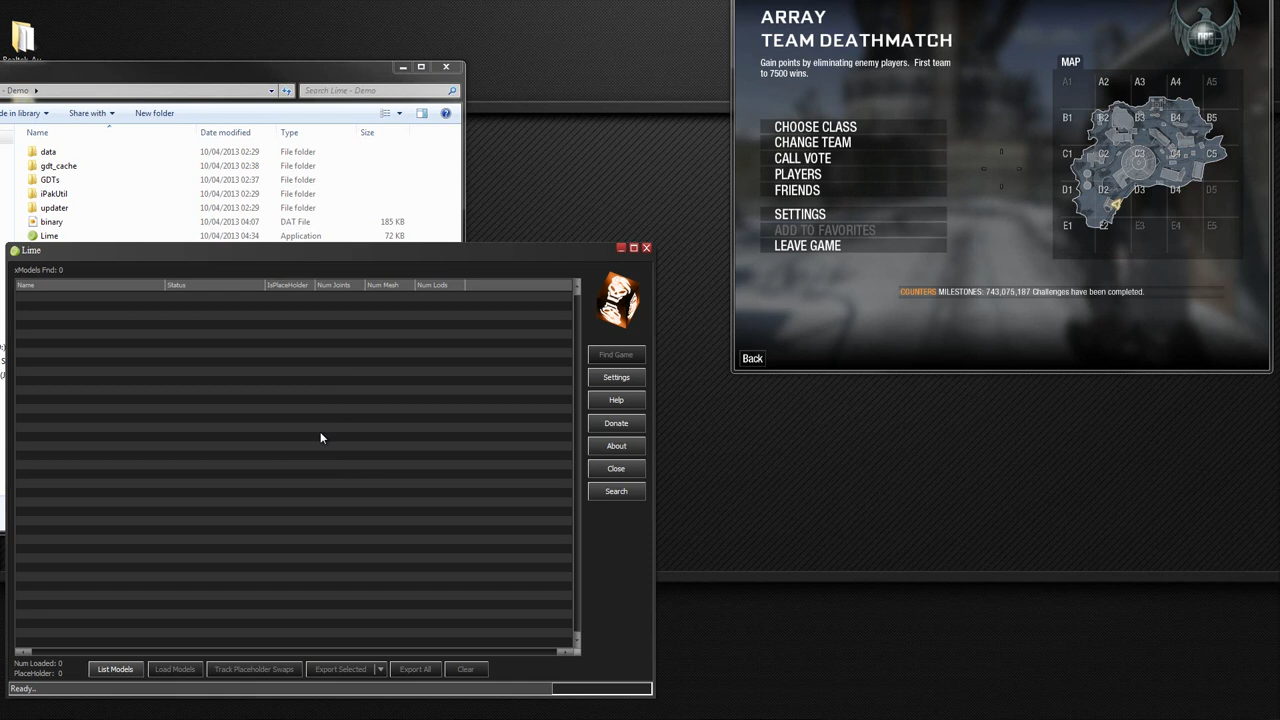 - Demo
Search Lime - Demo
de in library
Share with
New folder
Name
Date modified
Type
Size
data 10/04/2013 02:29 File folder
gdt_cache 10/04/2013 02:38 File folder
GDTs 10/04/2013 02:37 File folder
iPakUtil 10/04/2013 02:29 File folder
updater 10/04/2013 02:29 File folder
binary 10/04/2013 04:07 DAT File 185 KB
Lime 10/04/2013 04:34 Application 72 KB
Lime
xModels Fnd: 0
Name Status IsPlaceHolder Num Joints Num Mesh Num Lods
Find Game
Settings
Help
Donate
About
Close
Search
Num Loaded: 0
PlaceHolder: 0
List Models
Load Models
Track Placeholder Swaps
Export Selected
Export All
Clear
Ready..
ARRAY
TEAM DEATHMATCH
Gain points by eliminating enemy players. First team
to 7500 wins.
CHOOSE CLASS
CHANGE TEAM
CALL VOTE
PLAYERS
FRIENDS
SETTINGS
ADD TO FAVORITES
LEAVE GAME
MAP
A1 A2 A3 A4 A5
B1 B2 B3 B4 B5
C1 C2 C3 C4 C5
D1 D2 D3 D4 D5
E1 E2 E3 E4 E5
COUNTERS MILESTONES: 743,075,187 Challenges have been completed.
Back